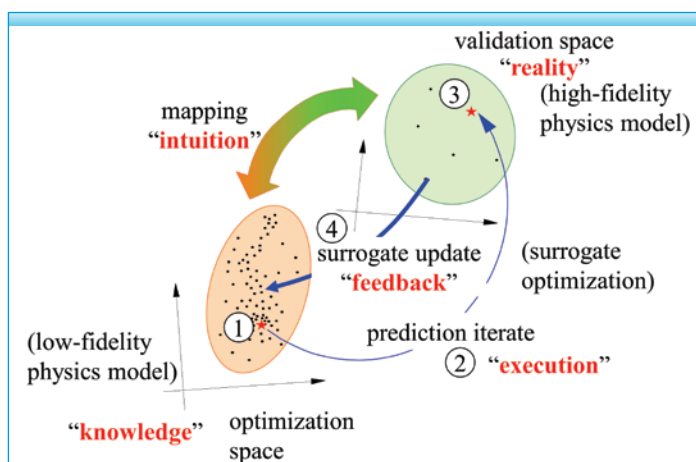 validation space
“reality”
③
(high-fidelity
physics model)
mapping
“intuition”
④
surrogate update
“feedback”
(surrogate
optimization)
①
prediction iterate
② “execution”
(low-fidelity
physics model)
“knowledge”
optimization
space